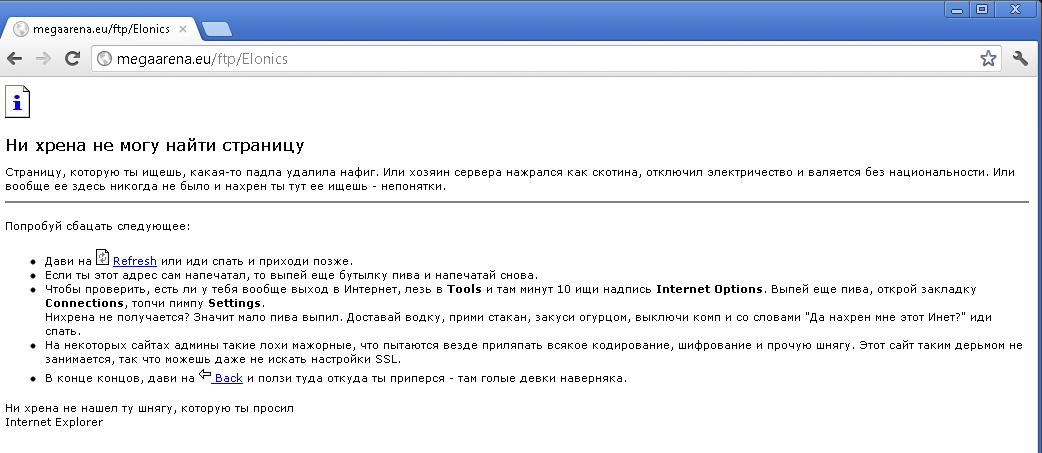 megaarena.eu/ftp/Elonics
megaarena.eu/ftp/Elonics
Ни хрена не могу найти страницу
Страницу, которую ты ищешь, какая-то падла удалила нафиг. Или хозяин сервера нажрался как скотина, отключил электричество и валяется без национальности. Или
вообще ее здесь никогда не было и нахрен ты тут ее ищешь - непонятки.
Попробуй сбацать следующее:
Дави на Refresh или иди спать и приходи позже.
Если ты этот адрес сам напечатал, то выпей еще бутылку пива и напечатай снова.
Чтобы проверить, есть ли у тебя вообще выход в Интернет, лезь в Tools и там минут 10 ищи надпись Internet Options. Выпей еще пива, открой закладку
Connections, топчи пимпу Settings.
Нихрена не получается? Значит мало пива выпил. Доставай водку, прими стакан, закуси огурцом, выключи комп и со словами "Да нахрен мне этот Инет?" иди
спать.
На некоторых сайтах админы такие лохи мажорные, что пытаются везде приляпать всякое кодирование, шифрование и прочую шнягу. Этот сайт таким дерьмом не
занимается, так что можешь даже не искать настройки SSL.
В конце концов, дави на Back и ползи туда откуда ты приперся - там голые девки наверняка.
Ни хрена не нашел ту шнягу, которую ты просил
Internet Explorer